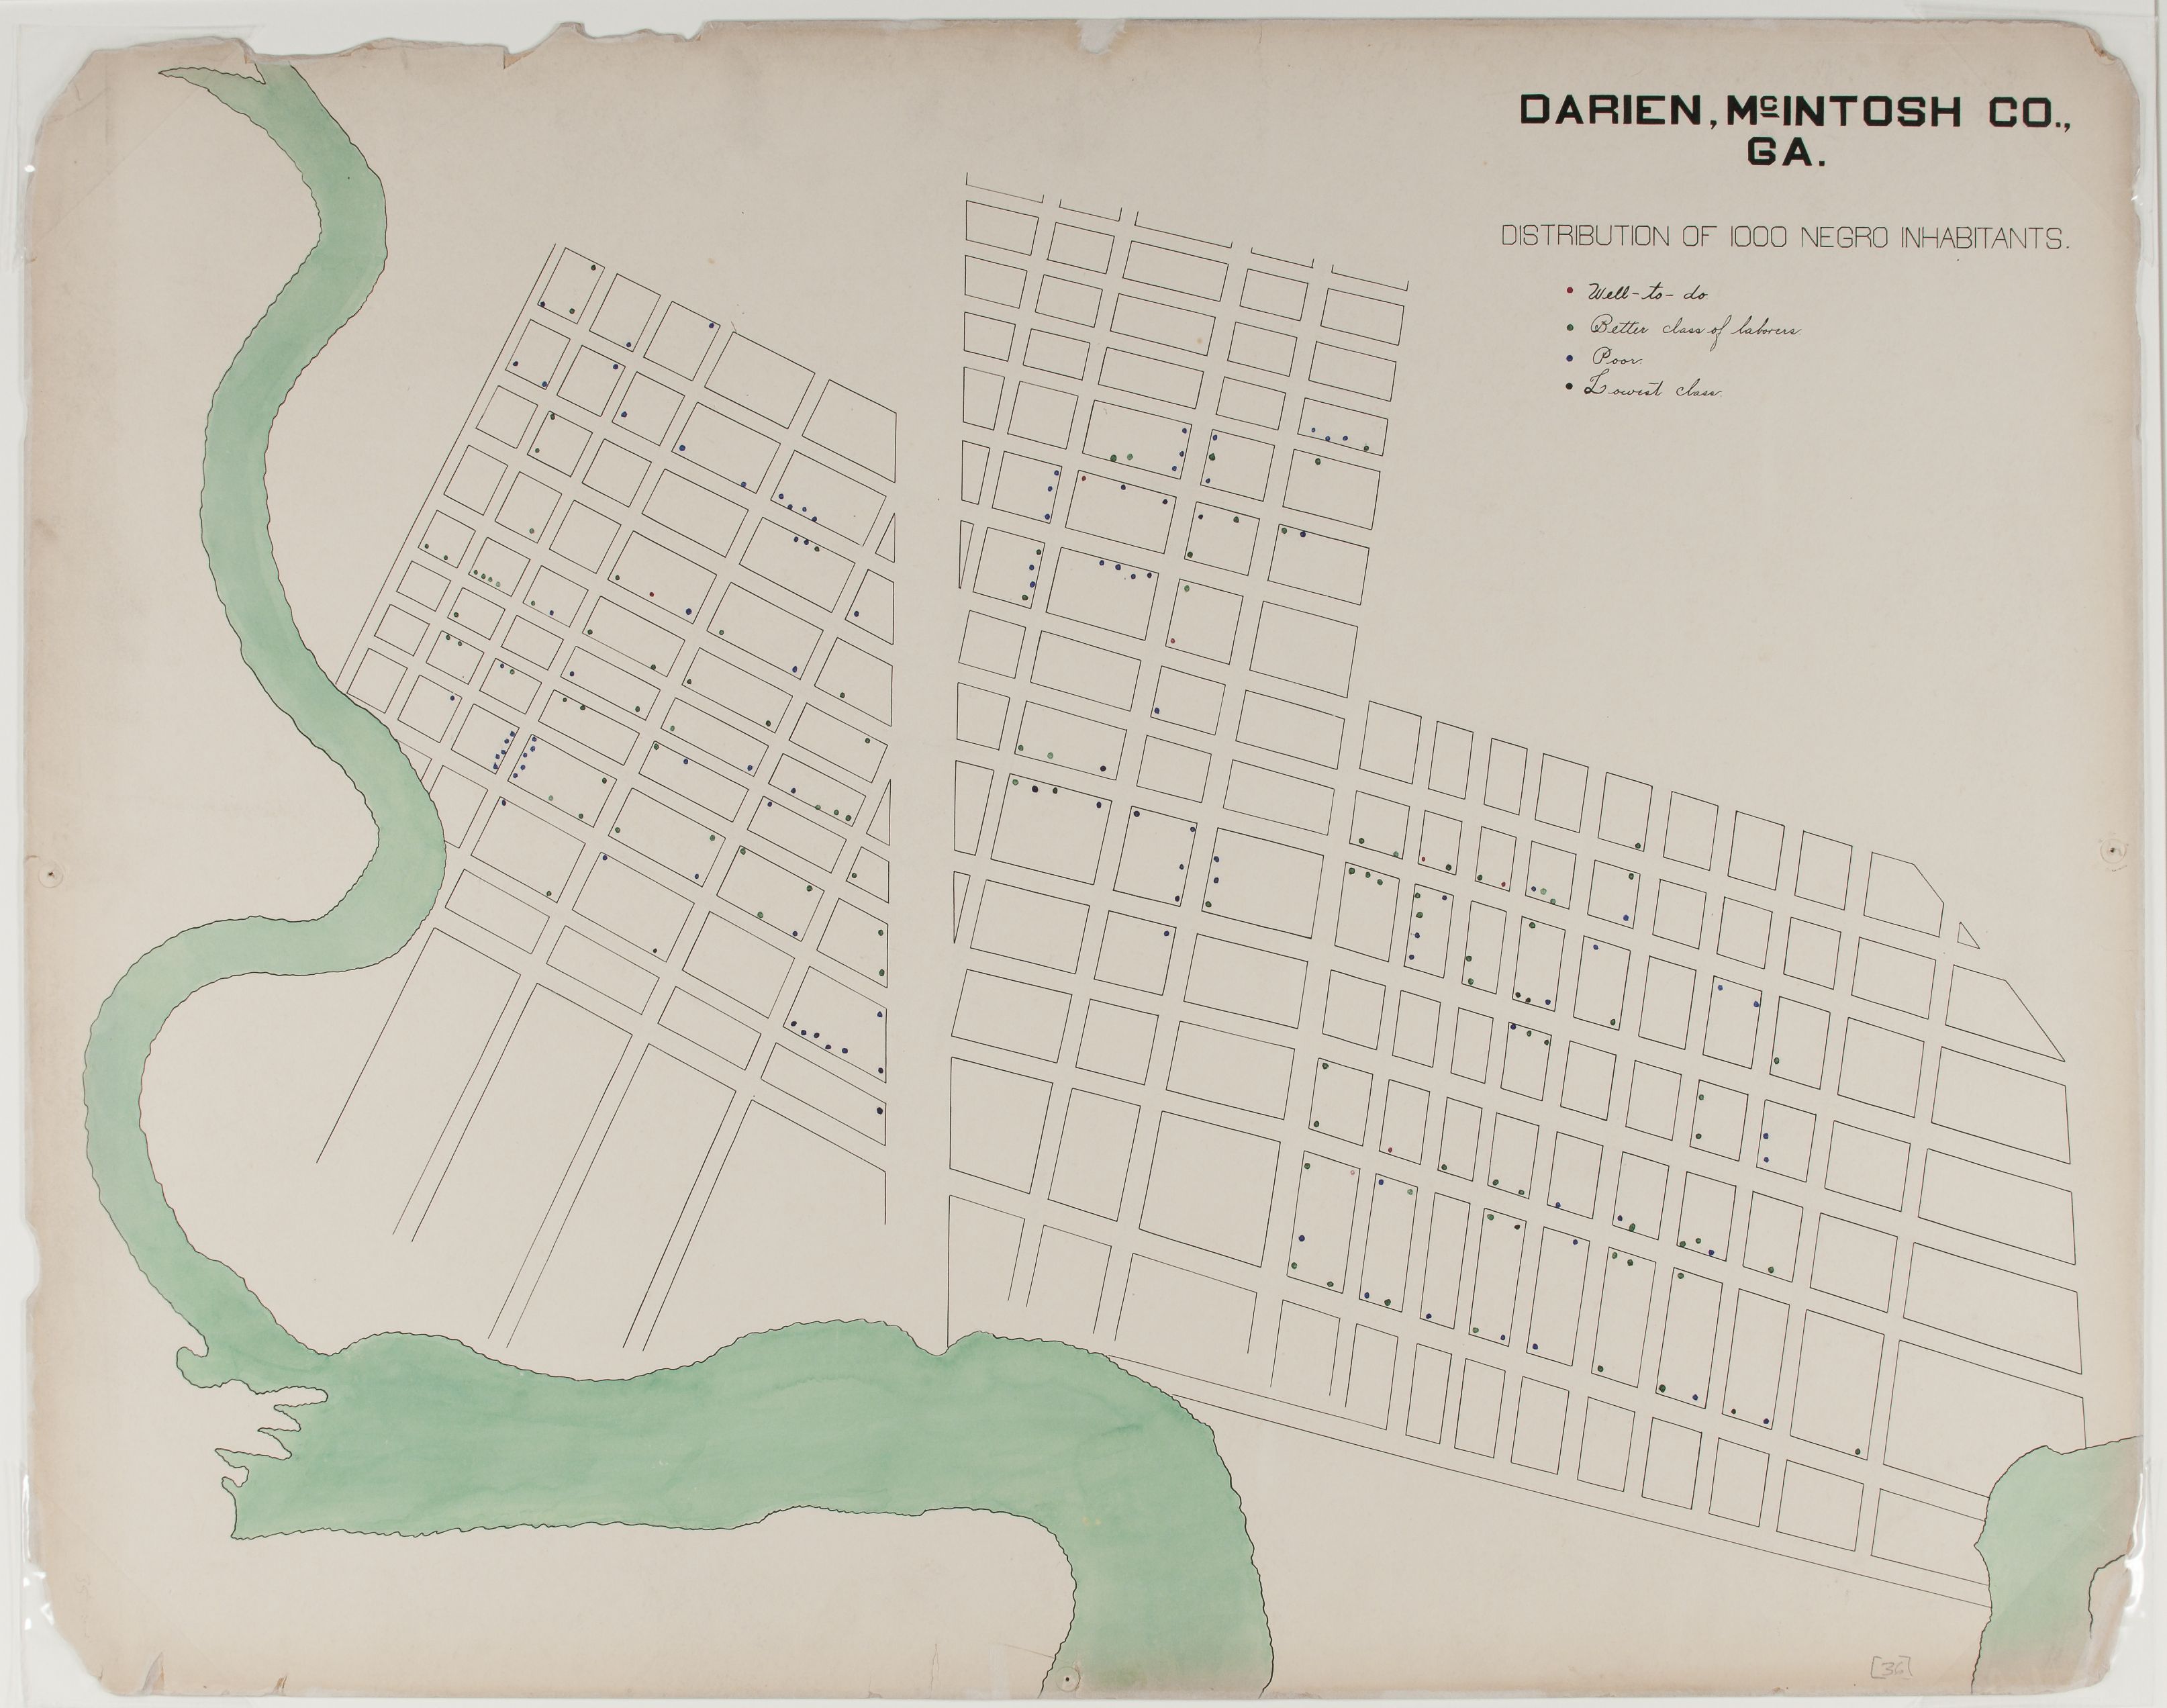 DARIEN, McINTOSH CO.,
GA.
DISTRIBUTION OF 1000 NEGRO INHABITANTS.
Well-to-do
Better class of laborers.
Poor.
Lowest class.
[36]